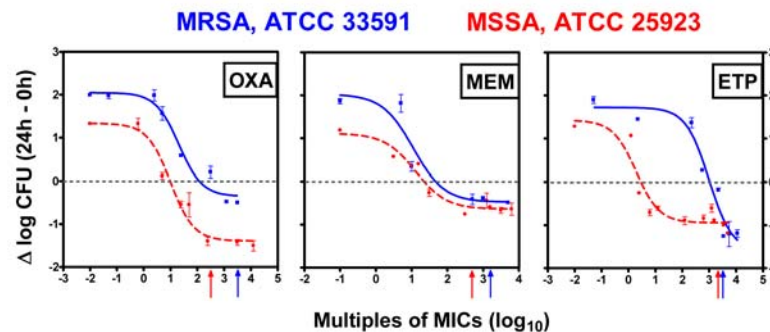 MRSA, ATCC 33591 MSSA, ATCC 25923
Δ log CFU (24h - 0h)
3
2
1
0
-1
-2
OXA
MEM
ETP
-2 -1 0 1 2 3 4 5
-2 -1 0 1 2 3 4
-3 -2 -1 0 1 2 3 4 5
Multiples of MICs (log10)